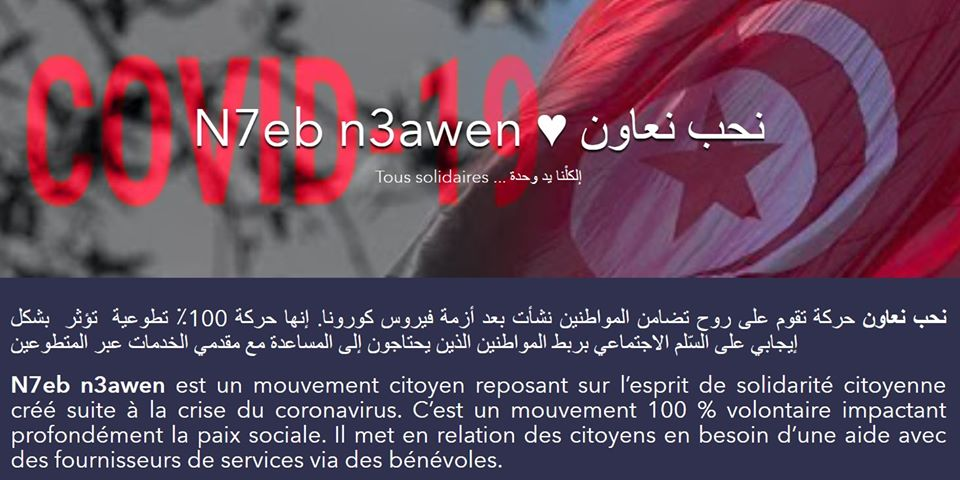 COVID-19
N7eb n3awen ♥ نحب نعاون
Tous solidaires ... إلكلّنا يد وحدة
نحب نعاون حركة تقوم على روح تضامن المواطنين نشأت بعد أزمة فيروس كورونا. إنها حركة 100٪ تطوعية تؤثر بشكل
إيجابي على السّلم الاجتماعي بربط المواطنين الذين يحتاجون إلى المساعدة مع مقدمي الخدمات عبر المتطوعين
N7eb n3awen est un mouvement citoyen reposant sur l’esprit de solidarité citoyenne
créé suite à la crise du coronavirus. C’est un mouvement 100 % volontaire impactant
profondément la paix sociale. Il met en relation des citoyens en besoin d’une aide avec
des fournisseurs de services via des bénévoles.